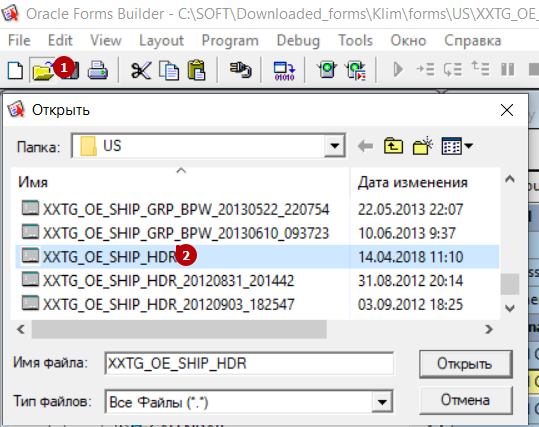 Oracle Forms Builder - C:\SOFT\Downloaded_forms\Klim\forms\US\XXTG_OE_
File Edit View Layout Program Debug Tools Окно Справка
1
Открыть
Папка: US
Имя Дата изменения
XXTG_OE_SHIP_GRP_BPW_20130522_220754 22.05.2013 22:07
XXTG_OE_SHIP_GRP_BPW_20130610_093723 10.06.2013 9:37
XXTG_OE_SHIP_HDR 2 14.04.2018 11:10
XXTG_OE_SHIP_HDR_20120831_201442 31.08.2012 20:14
XXTG_OE_SHIP_HDR_20120903_182547 03.09.2012 18:25
Имя файла: XXTG_OE_SHIP_HDR Открыть
Тип файлов: Все Файлы (*.*) Отмена